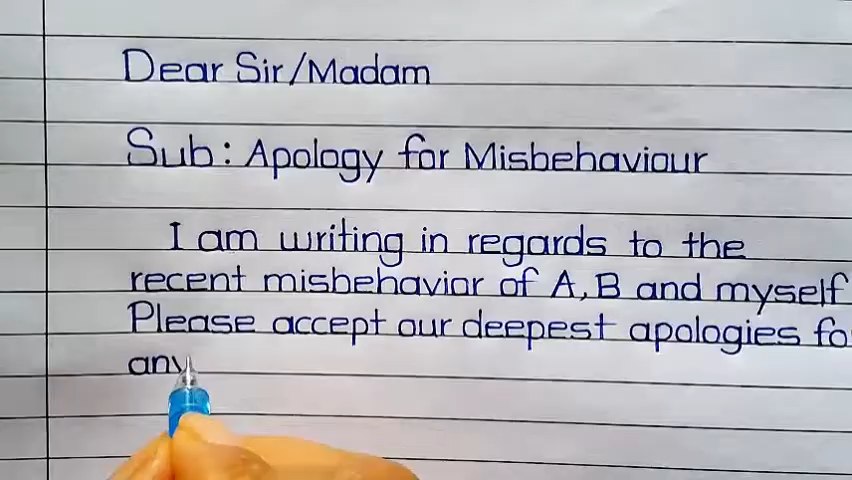 Dear Sir/Madam
Sub: Apology for Misbehaviour
I am writing in regards to the
recent misbehavior of A, B and myself
Please accept our deepest apologies fo
any